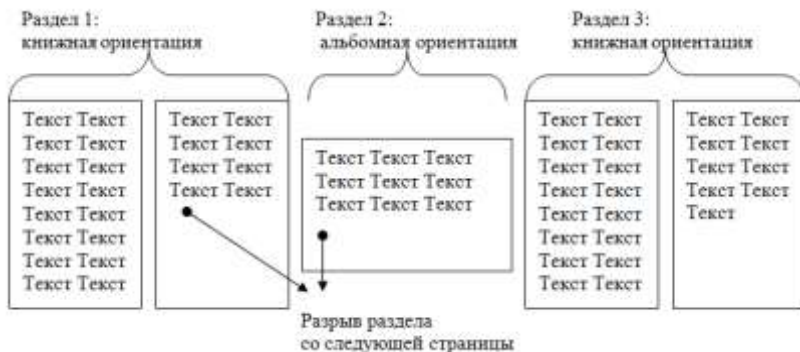 Раздел 1:
книжная ориентация
Раздел 2:
альбомная ориентация
Раздел 3:
книжная ориентация
Текст Текст
Текст Текст
Текст Текст
Текст Текст
Текст Текст
Текст Текст
Текст Текст
Текст Текст
Текст Текст
Текст Текст
Текст Текст
Текст Текст
Текст Текст Текст
Текст Текст Текст
Текст Текст Текст
Текст Текст
Текст Текст
Текст Текст
Текст Текст
Текст Текст
Текст Текст
Текст Текст
Текст Текст
Текст Текст
Текст Текст
Текст Текст
Текст Текст
Текст
Разрыв раздела
со следующей страницы